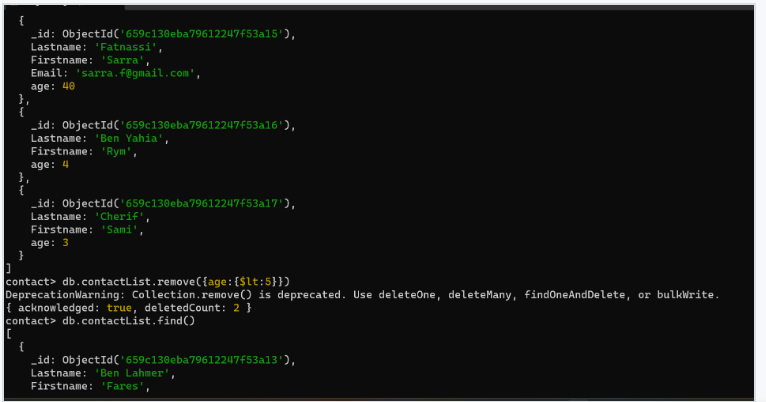 {
_id: ObjectId('659c130eba79612247f53a15'),
Lastname: 'Fatnassi',
Firstname: 'Sarra',
Email: 'sarra.f@gmail.com',
age: 40
},
{
_id: ObjectId('659c130eba79612247f53a16'),
Lastname: 'Ben Yahia',
Firstname: 'Rym',
age: 4
},
{
_id: ObjectId('659c130eba79612247f53a17'),
Lastname: 'Cherif',
Firstname: 'Sami',
age: 3
}
]
contact> db.contactList.remove({age:{$lt:5}})
DeprecationWarning: Collection.remove() is deprecated. Use deleteOne, deleteMany, findOneAndDelete, or bulkWrite.
{ acknowledged: true, deletedCount: 2 }
contact> db.contactList.find()
[
{
_id: ObjectId('659c130eba79612247f53a13'),
Lastname: 'Ben Lahmer',
Firstname: 'Fares',